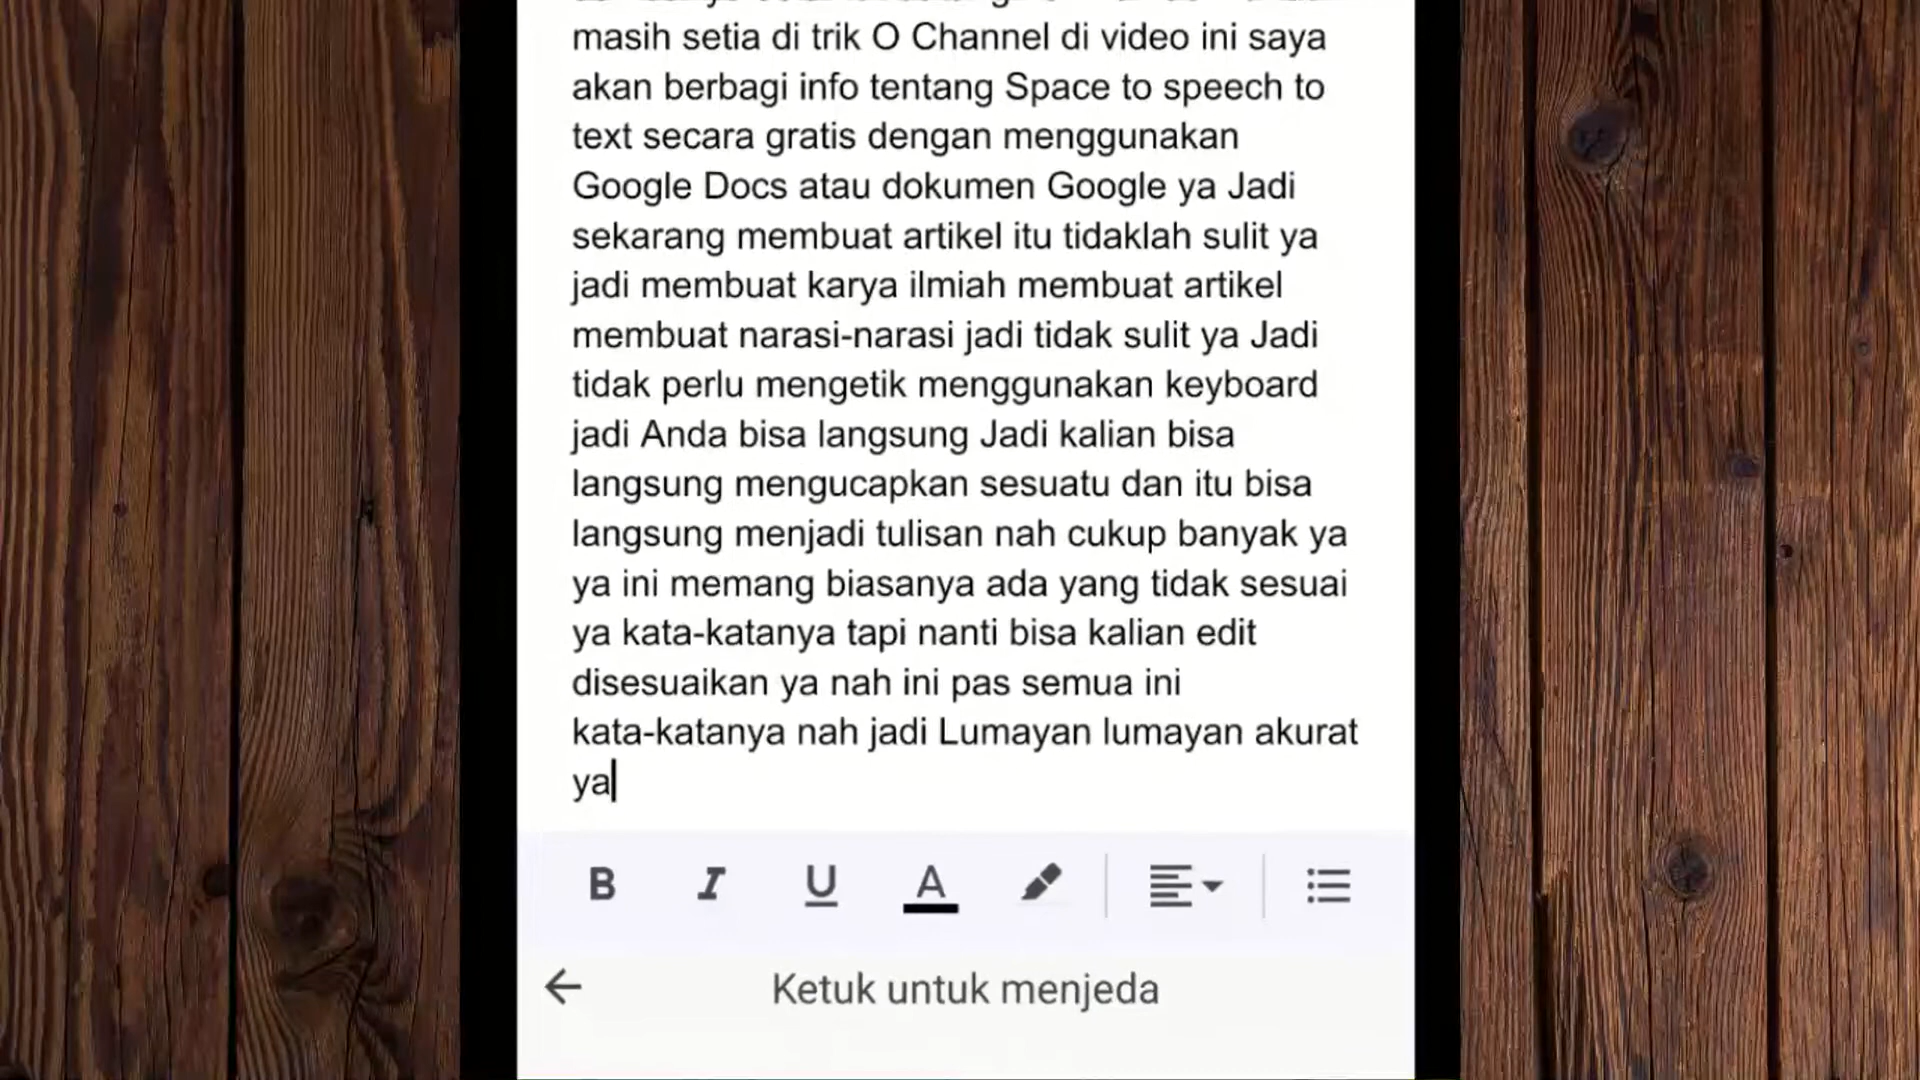 masih setia di trik O Channel di video ini saya
akan berbagi info tentang Space to speech to
text secara gratis dengan menggunakan
Google Docs atau dokumen Google ya Jadi
sekarang membuat artikel itu tidaklah sulit ya
jadi membuat karya ilmiah membuat artikel
membuat narasi-narasi jadi tidak sulit ya Jadi
tidak perlu mengetik menggunakan keyboard
jadi Anda bisa langsung Jadi kalian bisa
langsung mengucapkan sesuatu dan itu bisa
langsung menjadi tulisan nah cukup banyak ya
ya ini memang biasanya ada yang tidak sesuai
ya kata-katanya tapi nanti bisa kalian edit
disesuaikan ya nah ini pas semua ini
kata-katanya nah jadi Lumayan lumayan akurat
ya
B I U A
Ketuk untuk menjeda